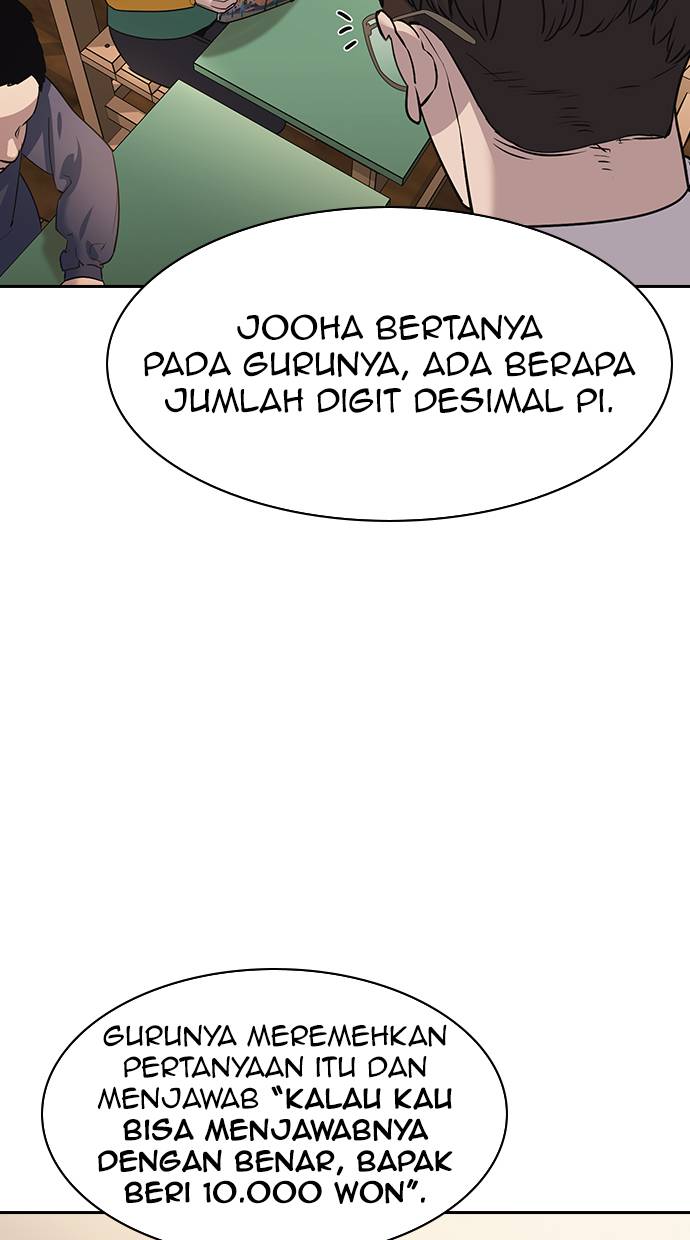 JOOHA BERTANYA
PADA GURUNYA, ADA BERAPA
JUMLAH DIGIT DESIMAL PI.
GURUNYA MEREMEHKAN
PERTANYAAN ITU DAN
MENJAWAB "KALAU KAU
BISA MENJAWABNYA
DENGAN BENAR, BAPAK
BERI 10.000 WON".